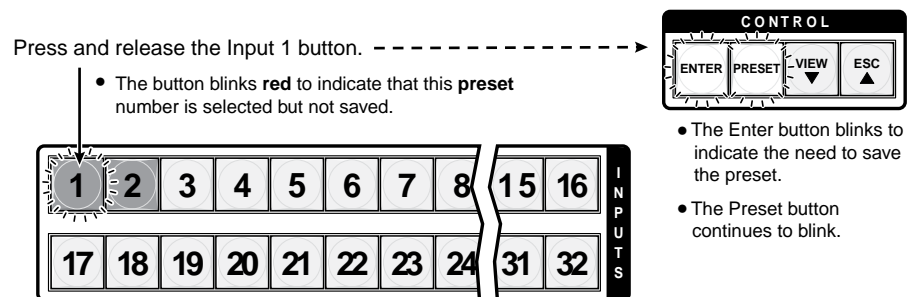 Press and release the Input 1 button.
• The button blinks red to indicate that this preset
number is selected but not saved.
CONTROL
ENTER PRESET VIEW ESC
• The Enter button blinks to
indicate the need to save
the preset.
• The Preset button
continues to blink.
1 2 3 4 5 6 7 8 15 16
17 18 19 20 21 22 23 24 31 32
INPUTS